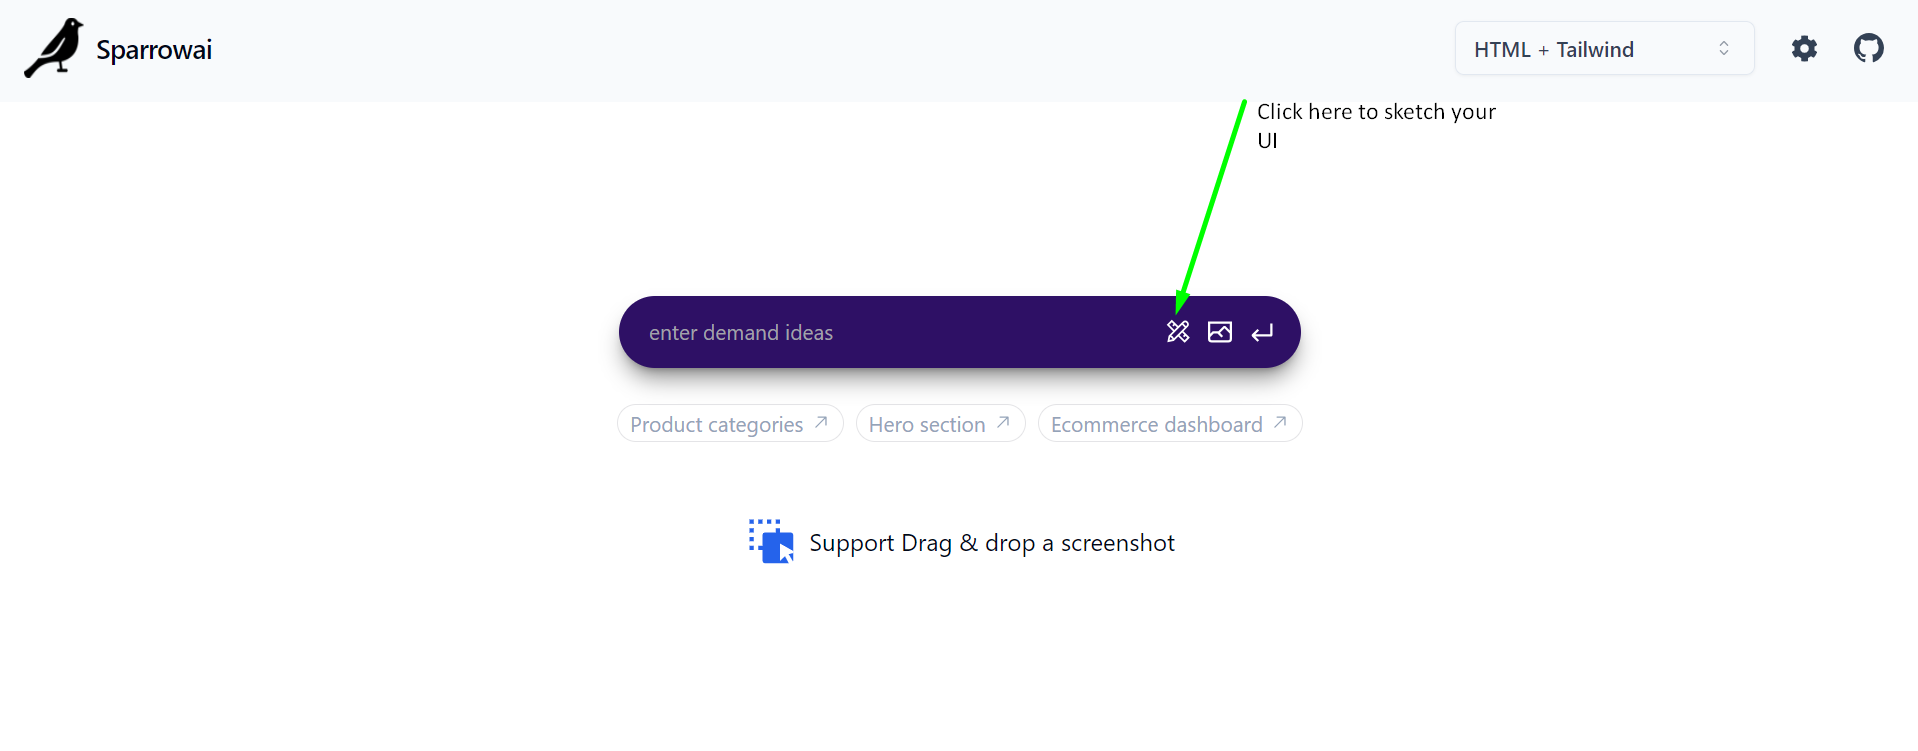 Sparrowai
HTML + Tailwind
Click here to sketch your
UI
enter demand ideas
Product categories
Hero section
Ecommerce dashboard
Support Drag & drop a screenshot